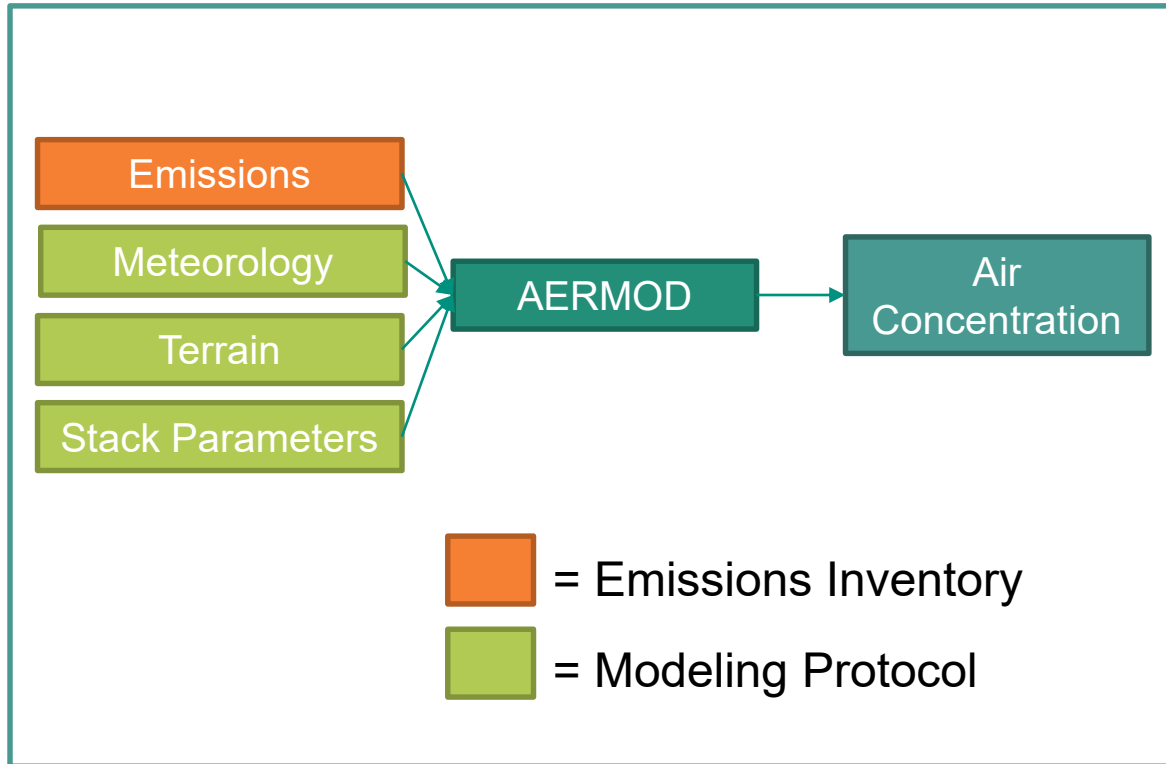 Emissions
Meteorology
Terrain
Stack Parameters
AERMOD
Air
Concentration
= Emissions Inventory
= Modeling Protocol